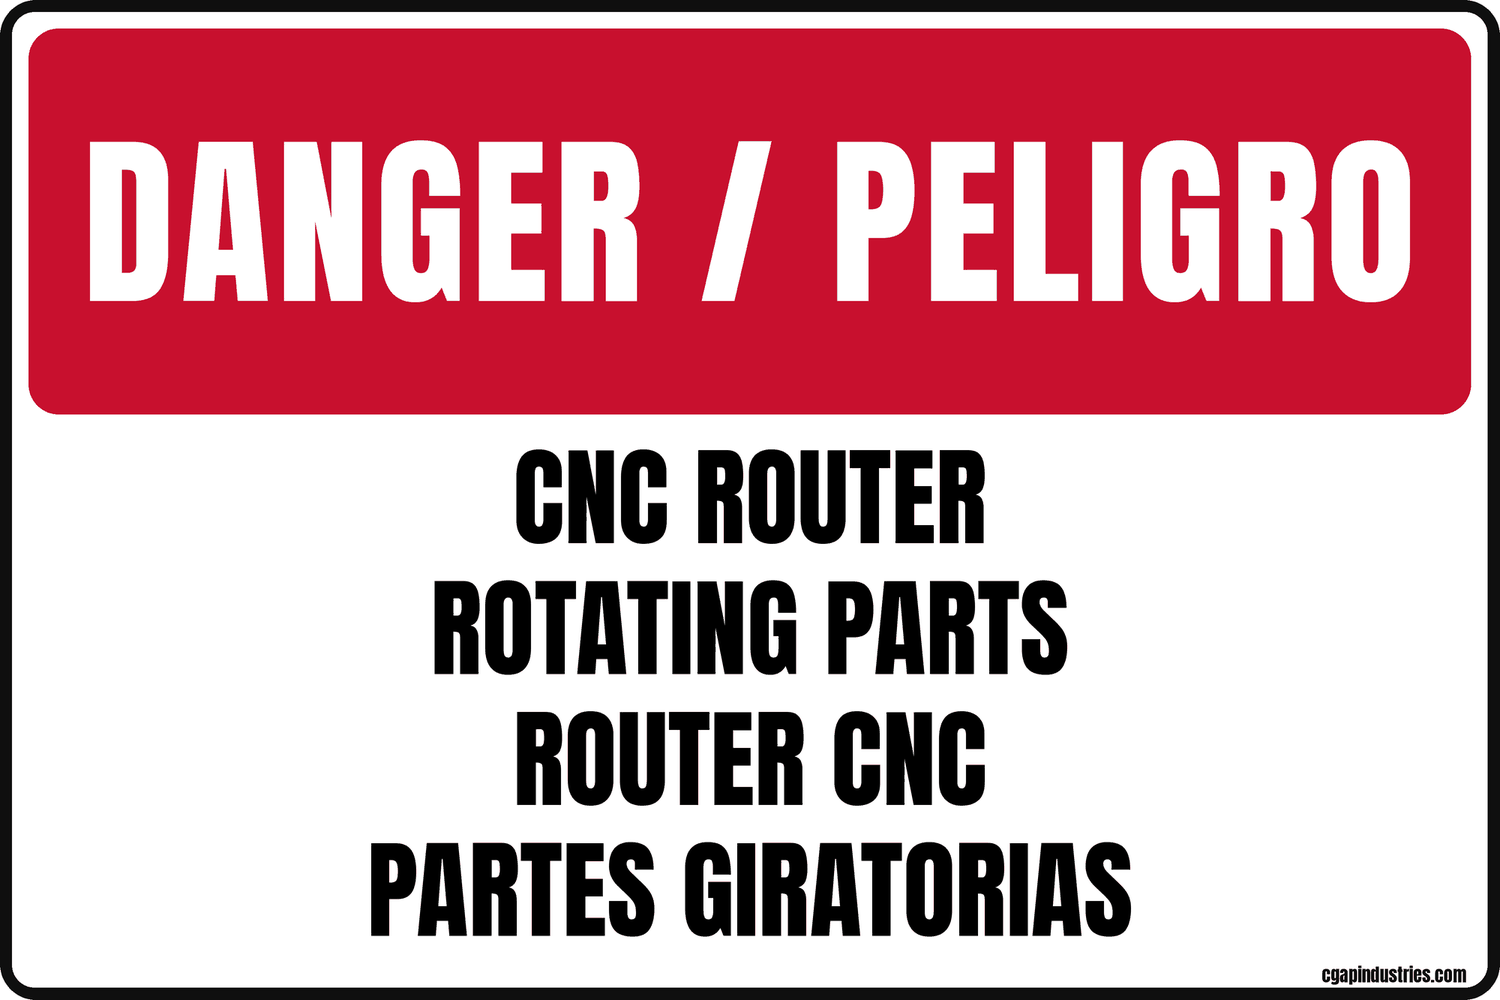 DANGER / PELIGRO
CNC ROUTER
ROTATING PARTS
ROUTER CNC
PARTES GIRATORIAS
cgapindustries.com